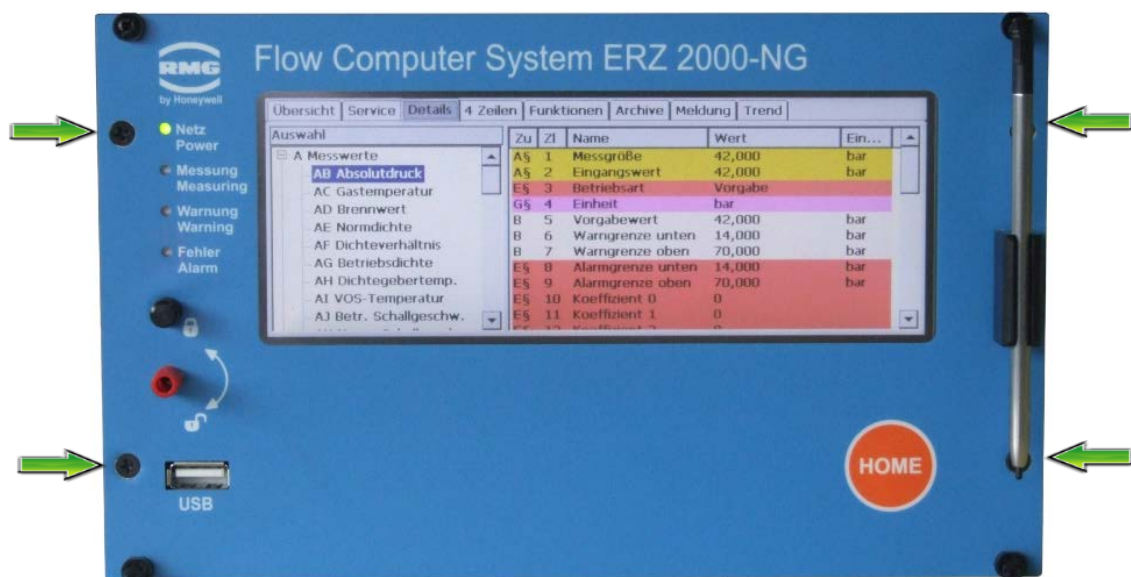 RMG
by Honeywell
Flow Computer System ERZ 2000-NG
Netz
Power
Messung
Measuring
Warnung
Warning
Fehler
Alarm
USB
HOME
Übersicht Service Details 4 Zeilen Funktionen Archive Meldung Trend
Auswahl
A Messwerte
AB Absolutdruck
AC Gastemperatur
AD Brennwert
AE Normdichte
AF Dichteverhältnis
AG Betriebsdichte
AH Dichtegebertemp.
AI VOS-Temperatur
AJ Betr. Schallgeschw.
Zu Zl Name Wert Ein...
A§ 1 Messgröße 42,000 bar
A§ 2 Eingangswert 42,000 bar
E§ 3 Betriebsart Vorgabe
G§ 4 Einheit bar
B 5 Vorgabewert 42,000 bar
B 6 Warngrenze unten 14,000 bar
B 7 Warngrenze oben 70,000 bar
E§ 8 Alarmgrenze unten 14,000 bar
E§ 9 Alarmgrenze oben 70,000 bar
E§ 10 Koeffizient 0 0
E§ 11 Koeffizient 1 0